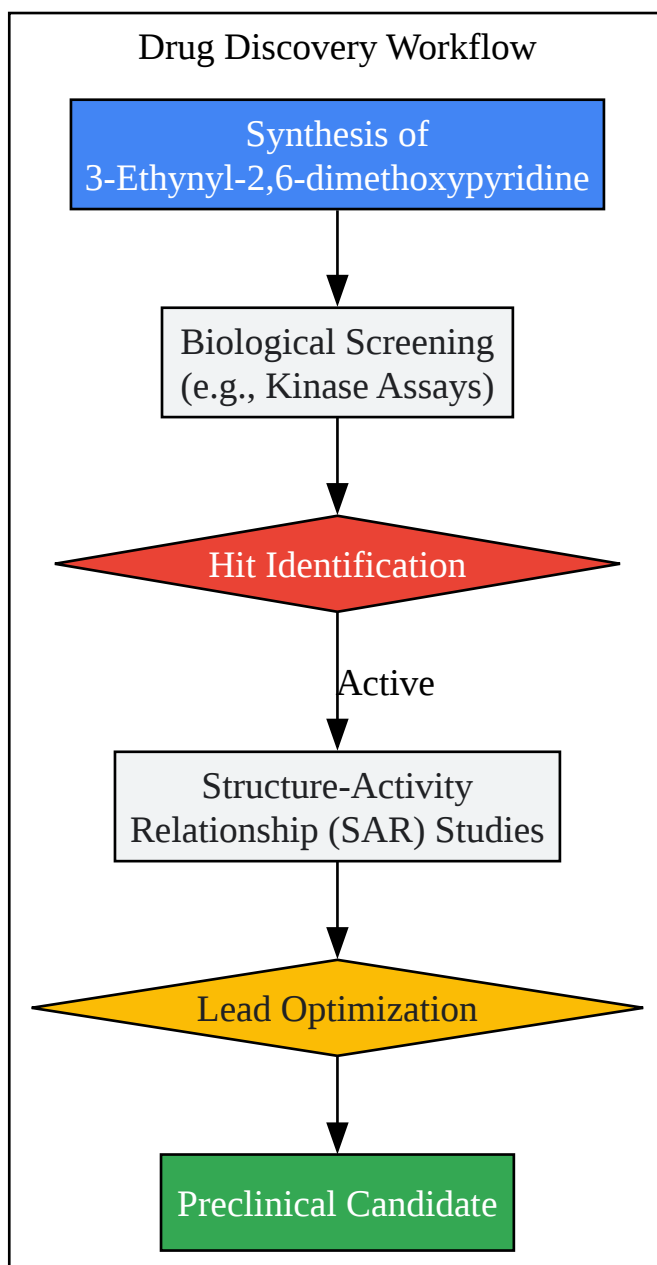 Drug Discovery Workflow
Synthesis of
3-Ethynyl-2,6-dimethoxypyridine
Biological Screening
(e.g., Kinase Assays)
Hit Identification
Active
Structure-Activity
Relationship (SAR) Studies
Lead Optimization
Preclinical Candidate